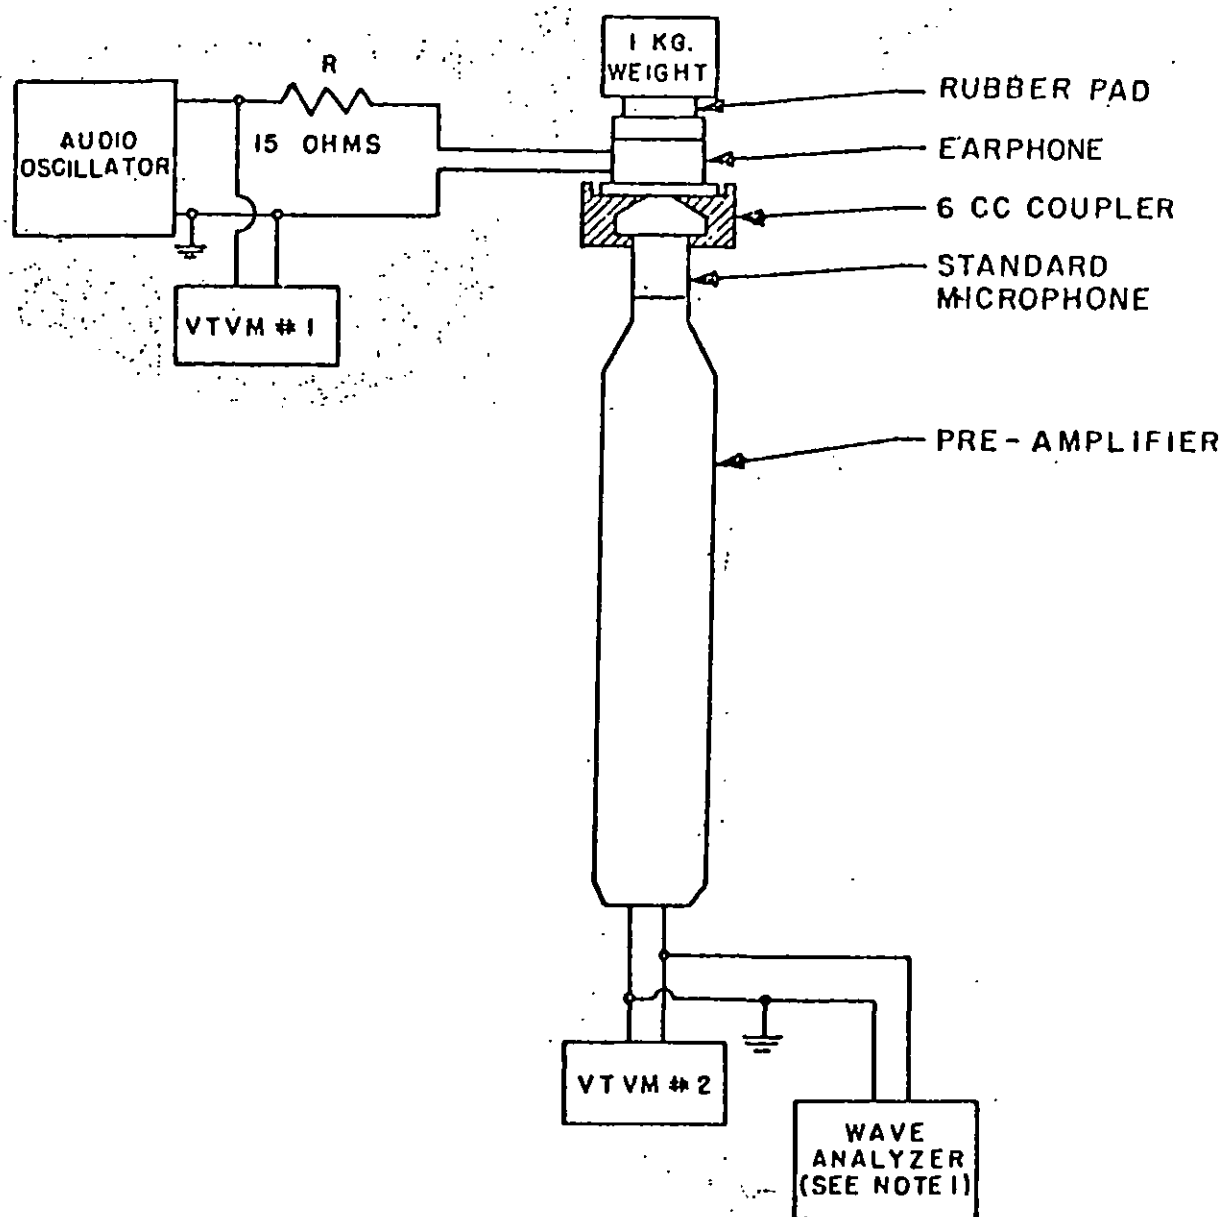 1 KG.
WEIGHT
R
15 OHMS
AUDIO
OSCILLATOR
VTVM # 1
RUBBER PAD
EARPHONE
6 CC COUPLER
STANDARD
MICROPHONE
PRE-AMPLIFIER
VTVM # 2
WAVE
ANALYZER
(SEE NOTE 1)